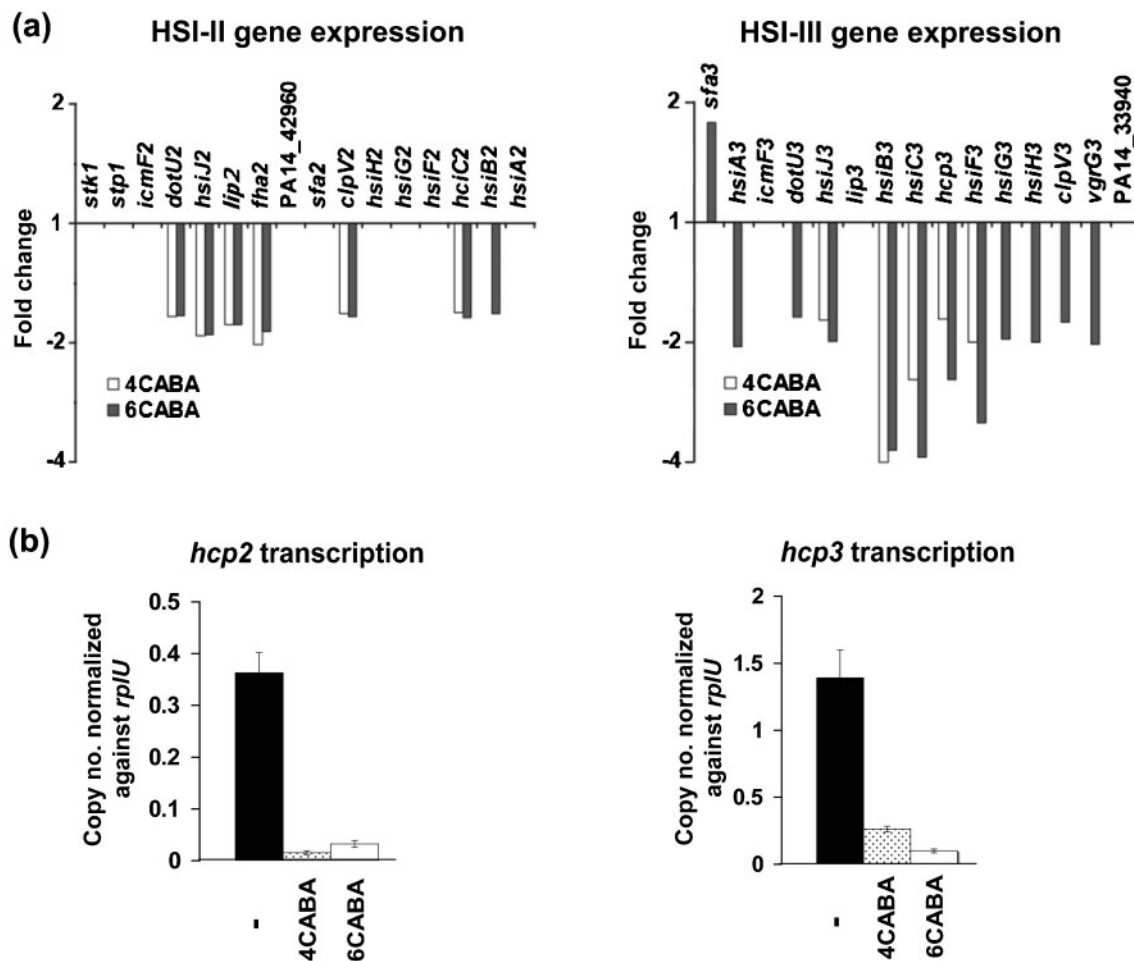 (a)
HSI-II gene expression
2
1
-2
-4
Fold change
stk1
stp1
icmF2
dotU2
hsiH2
lip2
fha2
PA14_42960
sfa2
clpV2
hsiH2
hsiG2
hsiF2
hciC2
hsiB2
hsiA2
4CABA
6CABA
HSI-III gene expression
2
1
-2
-4
Fold change
sfa3
hsiA3
icmF3
dotU3
hsiJ3
lip3
hsiB3
hsiC3
hcp3
hsiF3
hsiG3
hsiH3
clpV3
vgrG3
PA14_33940
4CABA
6CABA
(b)
hcp2 transcription
Copy no. normalized
against rplU
0.5
0.4
0.3
0.2
0.1
0
-
4CABA
6CABA
hcp3 transcription
Copy no. normalized
against rplU
2
1.5
1
0.5
0
-
4CABA
6CABA